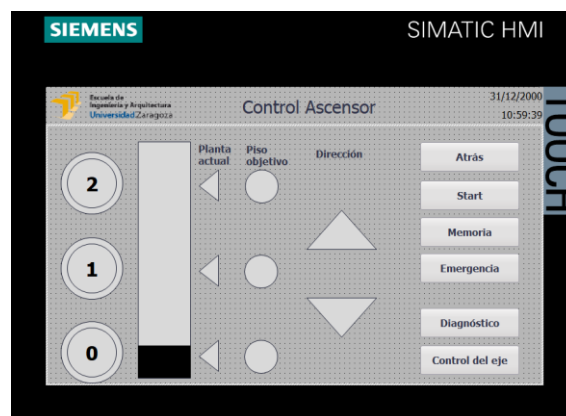 SIEMENS
SIMATIC HMI
TOUCH
Escuela de
Ingeniería y Arquitectura
Universidad Zaragoza
Control Ascensor
31/12/2000
10:59:39
Planta
actual
Piso
objetivo
Dirección
2
1
0
Atrás
Start
Memoria
Emergencia
Diagnóstico
Control del eje